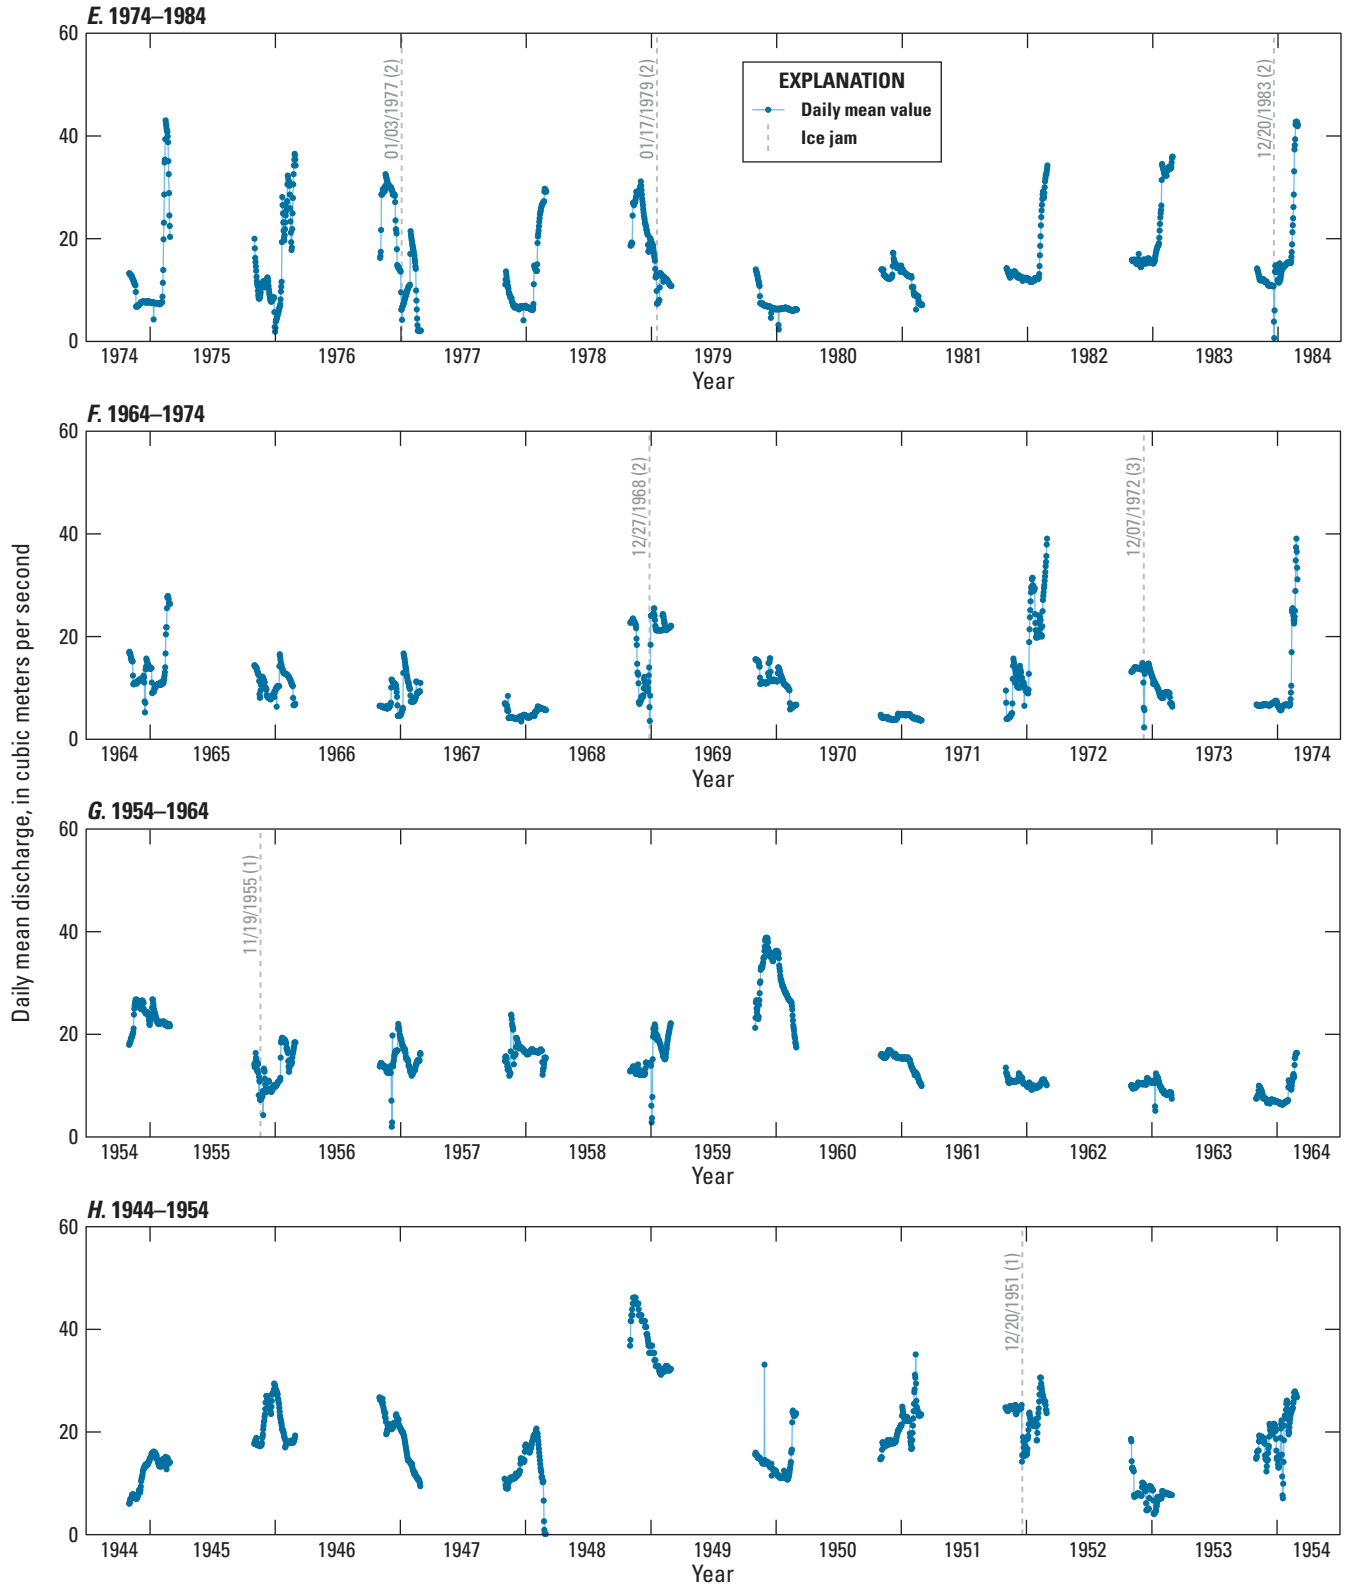 E. 1974–1984
60
40
20
0
01/03/1977 (2)
01/17/1979 (2)
12/20/1983 (2)
EXPLANATION
Daily mean value
Ice jam
1974 1975 1976 1977 1978 1979 1980 1981 1982 1983 1984
Year
F. 1964–1974
60
40
20
0
12/27/1968 (2)
12/07/1972 (3)
1964 1965 1966 1967 1968 1969 1970 1971 1972 1973 1974
Year
Daily mean discharge, in cubic meters per second
G. 1954–1964
60
40
20
0
11/19/1955 (1)
1954 1955 1956 1957 1958 1959 1960 1961 1962 1963 1964
Year
H. 1944–1954
60
40
20
0
12/20/1951 (1)
1944 1945 1946 1947 1948 1949 1950 1951 1952 1953 1954
Year